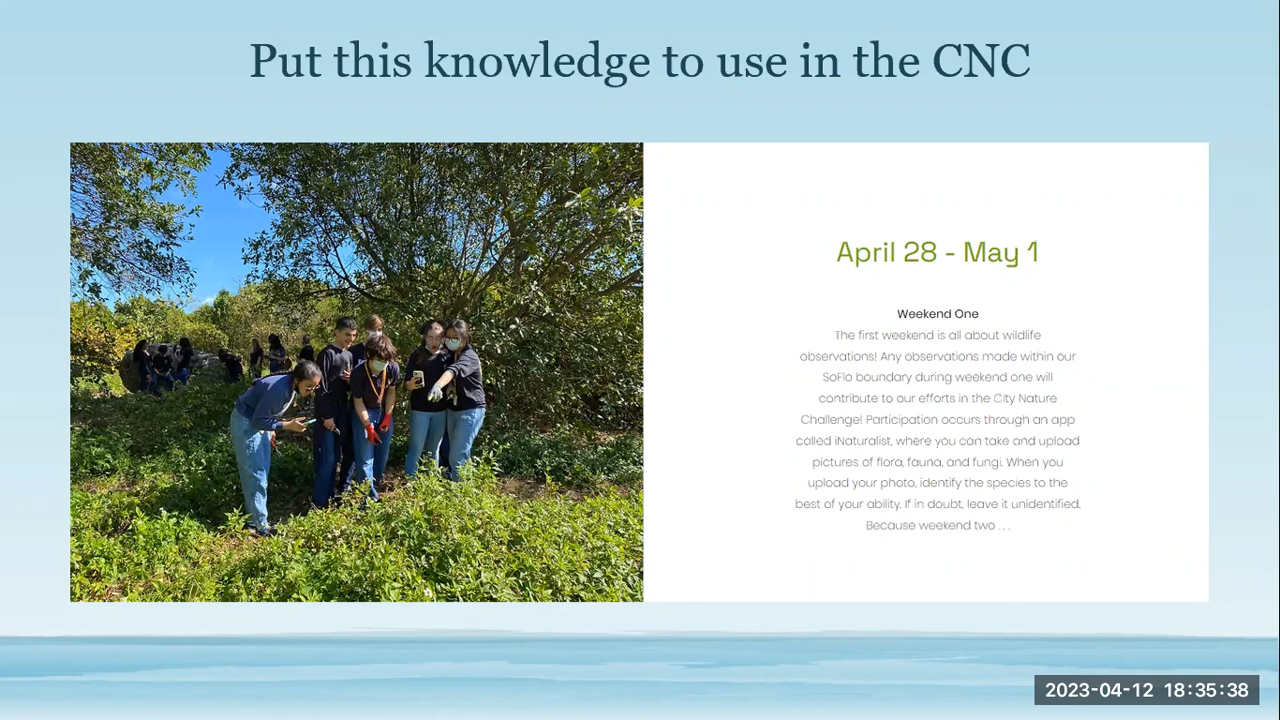 Put this knowledge to use in the CNC
April 28 - May 1
Weekend One
The first weekend is all about wildlife
observations! Any observations made within our
SoFlo boundary during weekend one will
contribute to our efforts in the City Nature
Challenge! Participation occurs through an app
called iNaturalist, where you can take and upload
pictures of flora, fauna, and fungi. When you
upload your photo, identify the species to the
best of your ability. If in doubt, leave it unidentified.
Because weekend two . . .
2023-04-12 18:35:38